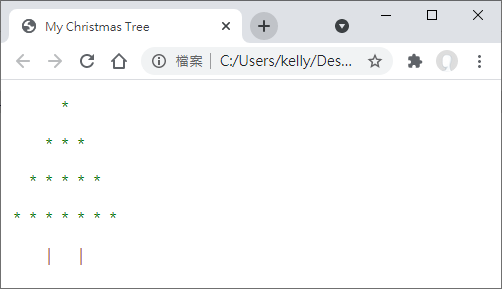 My Christmas Tree
檔案 | C:/Users/kelly/Des...
*
* * *
* * * * *
* * * * * * *
| |